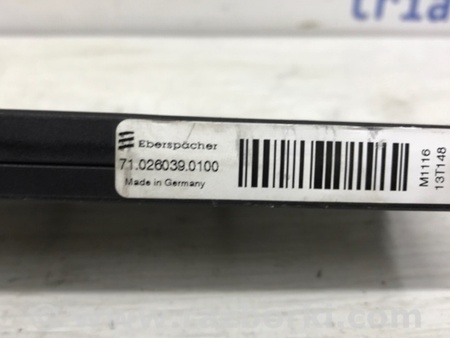 Eberspächer
71.026039.0100
Made in Germany
M1116
13T148